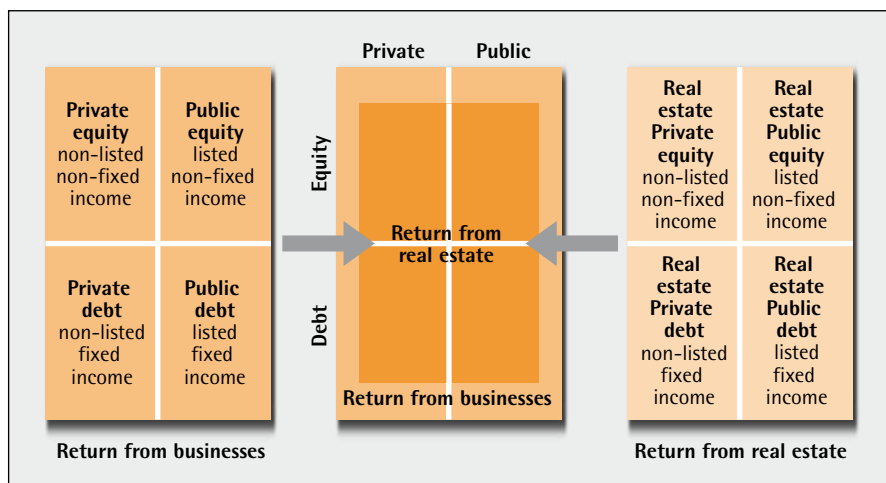 Private
equity
non-listed
non-fixed
income
Public
equity
listed
non-fixed
income
Private
debt
non-listed
fixed
income
Public
debt
listed
fixed
income
Return from businesses
Private
Public
Equity
Debt
Return from
real estate
Return from businesses
Real
estate
Private
equity
non-listed
non-fixed
income
Real
estate
Public
equity
listed
non-fixed
income
Real
estate
Private
debt
non-listed
fixed
income
Real
estate
Public
debt
listed
fixed
income
Return from real estate